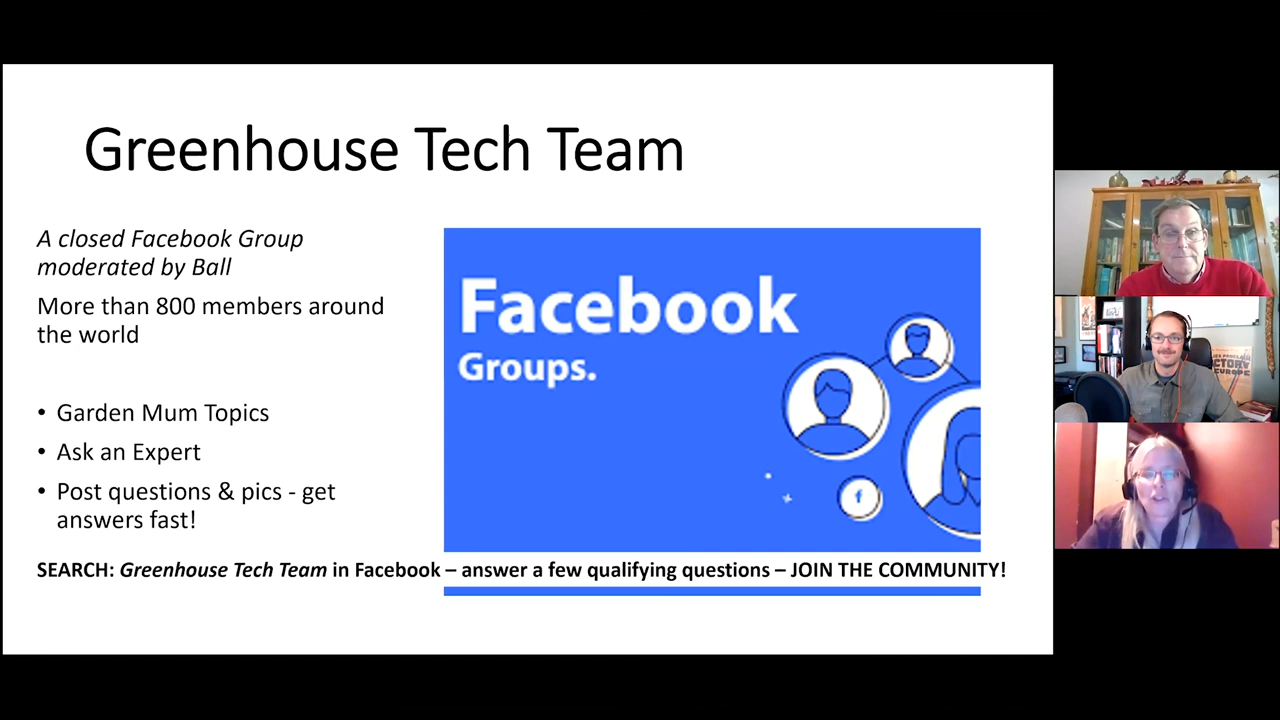 Greenhouse Tech Team
A closed Facebook Group
moderated by Ball
More than 800 members around
the world
• Garden Mum Topics
• Ask an Expert
• Post questions & pics - get
answers fast!
Facebook
Groups.
f
SEARCH: Greenhouse Tech Team in Facebook – answer a few qualifying questions – JOIN THE COMMUNITY!
EUROPE